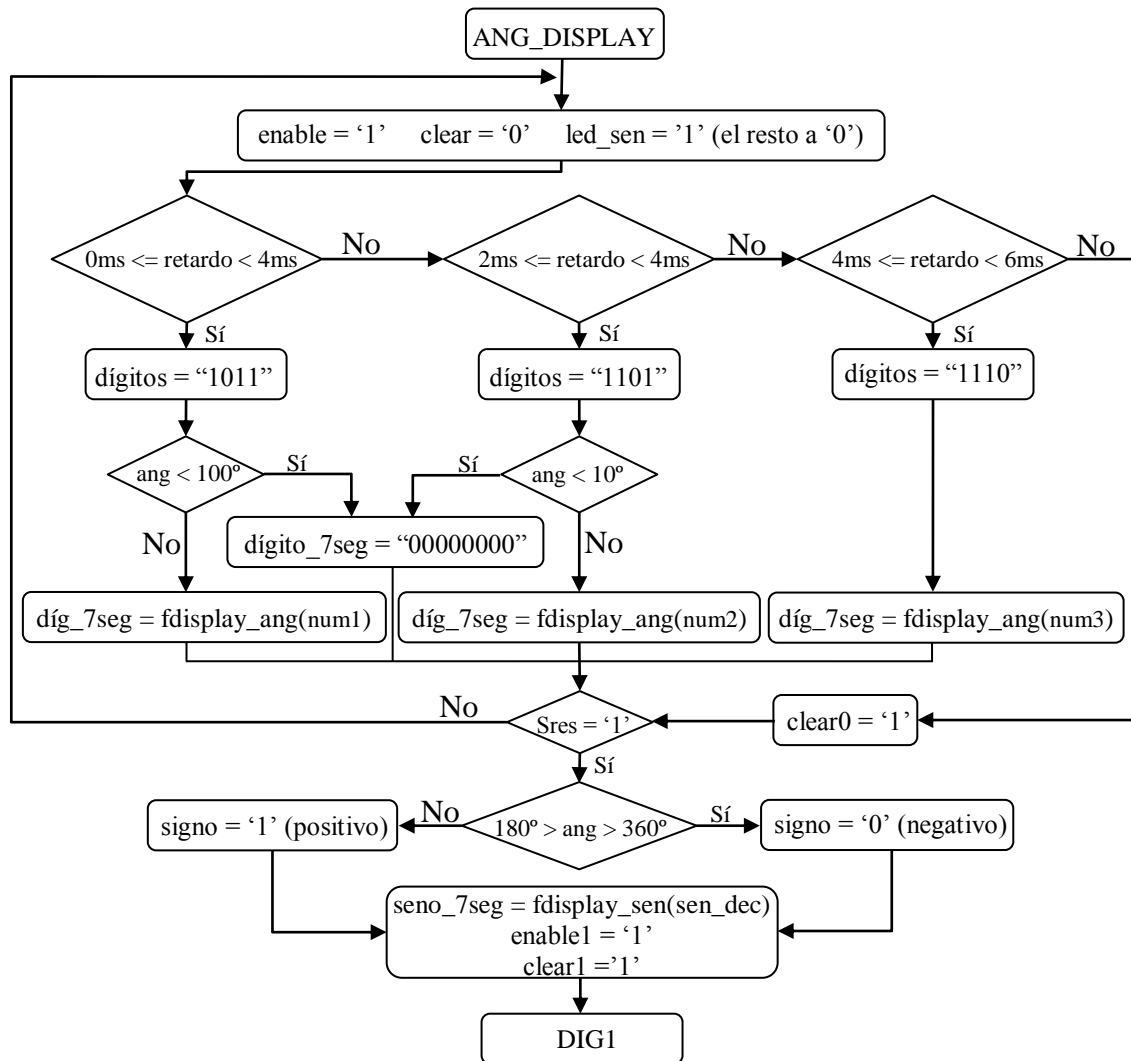 ANG_DISPLAY
enable = ‘1’ clear = ‘0’ led_sen = ’1’ (el resto a ‘0’)
0ms <= retardo < 4ms
No
2ms <= retardo < 4ms
No
4ms <= retardo < 6ms
No
Sí
Sí
Sí
dígitos = “1011”
dígitos = “1101”
dígitos = “1110”
ang < 100º
Sí
Sí
ang < 10º
No
dígito_7seg = “00000000”
No
díg_7seg = fdisplay_ang(num1)
díg_7seg = fdisplay_ang(num2)
díg_7seg = fdisplay_ang(num3)
No
Sres = ‘1’
clear0 = ‘1’
Sí
signo = ‘1’ (positivo)
No
180º > ang > 360º
Sí
signo = ‘0’ (negativo)
seno_7seg = fdisplay_sen(sen_dec)
enable1 = ‘1’
clear1 =’1’
DIG1